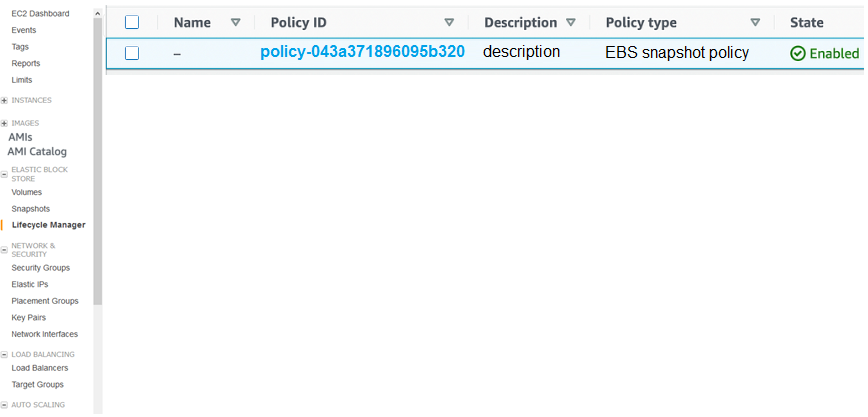 EC2 Dashboard
Events
Tags
Reports
Limits
INSTANCES
IMAGES
AMIs
AMI Catalog
ELASTIC BLOCK
STORE
Volumes
Snapshots
Lifecycle Manager
NETWORK &
SECURITY
Security Groups
Elastic IPs
Placement Groups
Key Pairs
Network Interfaces
LOAD BALANCING
Load Balancers
Target Groups
AUTO SCALING
Name Policy ID Description Policy type State
– policy-043a371896095b320 description EBS snapshot policy Enabled